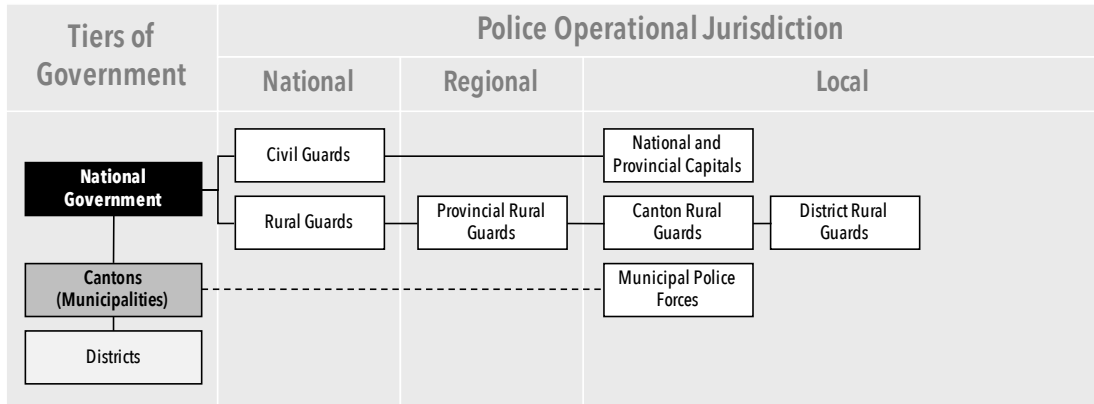 Tiers of
Government
Police Operational Jurisdiction
National
Regional
Local
National
Government
Civil Guards
National and
Provincial Capitals
Rural Guards
Provincial Rural
Guards
Canton Rural
Guards
District Rural
Guards
Cantons
(Municipalities)
Municipal Police
Forces
Districts